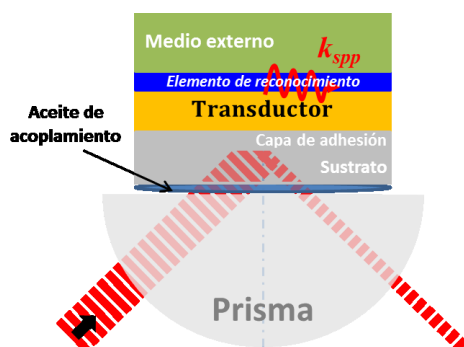 Medio externo
k_spp
Elemento de reconocimiento
Transductor
Aceite de
acoplamiento
Capa de adhesión
Sustrato
Prisma